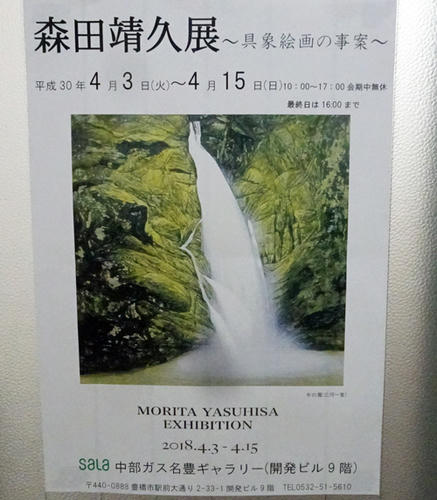 森田靖久展～具象絵画の事案～
平成30年4月3日(火)～4月15日(日)10：00～17：00会期中無休
最終日は16:00まで
MORITA YASUHISA
EXHIBITION
2018.4.3 - 4.15
sala 中部ガス名豊ギャラリー(開発ビル9階)
〒440-0888 豊橋市駅前大通り2-33-1開発ビル9階 TEL0532-51-5610